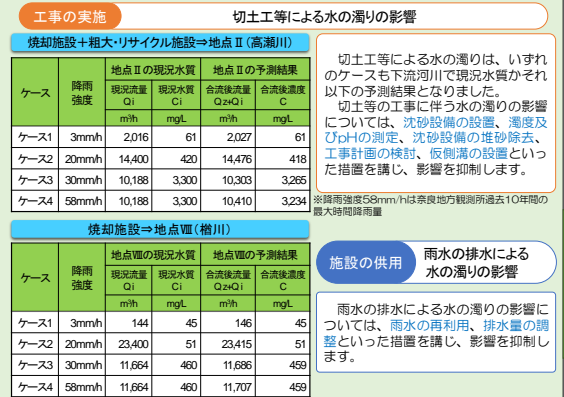 工事の実施
切土工等による水の濁りの影響
焼却施設＋粗大・リサイクル施設⇒地点Ⅱ（高瀬川）
ケース 降雨強度 地点Ⅱの現況水質 地点Ⅱの予測結果
現況流量 現況水質 合流後流量 合流後濃度
Qi Ci Qz+Qi C
m³/h mg/L m³/h mg/L
ケース1 3mm/h 2,016 61 2,027 61
ケース2 20mm/h 14,400 420 14,476 418
ケース3 30mm/h 10,188 3,300 10,303 3,265
ケース4 58mm/h 10,188 3,300 10,410 3,234
切土工等による水の濁りは、いずれ
のケースも下流河川で現況水質かそれ
以下の予測結果となりました。
切土等の工事に伴う水の濁りの影響
については、沈砂設備の設置、濁度及
びpHの測定、沈砂設備の堆砂除去、
工事計画の検討、仮側溝の設置といっ
た措置を講じ、影響を抑制します。
※降雨強度58mm/hは奈良地方観測所過去10年間の
最大時間降雨量
焼却施設⇒地点Ⅷ（楢川）
ケース 降雨強度 地点Ⅷの現況水質 地点Ⅷの予測結果
現況流量 現況水質 合流後流量 合流後濃度
Qi Ci Qz+Qi C
m³/h mg/L m³/h mg/L
ケース1 3mm/h 144 45 146 45
ケース2 20mm/h 23,400 51 23,415 51
ケース3 30mm/h 11,664 460 11,686 459
ケース4 58mm/h 11,664 460 11,707 459
施設の供用
雨水の排水による
水の濁りの影響
雨水の排水による水の濁りの影響に
ついては、雨水の再利用、排水量の調
整といった措置を講じ、影響を抑制し
ます。